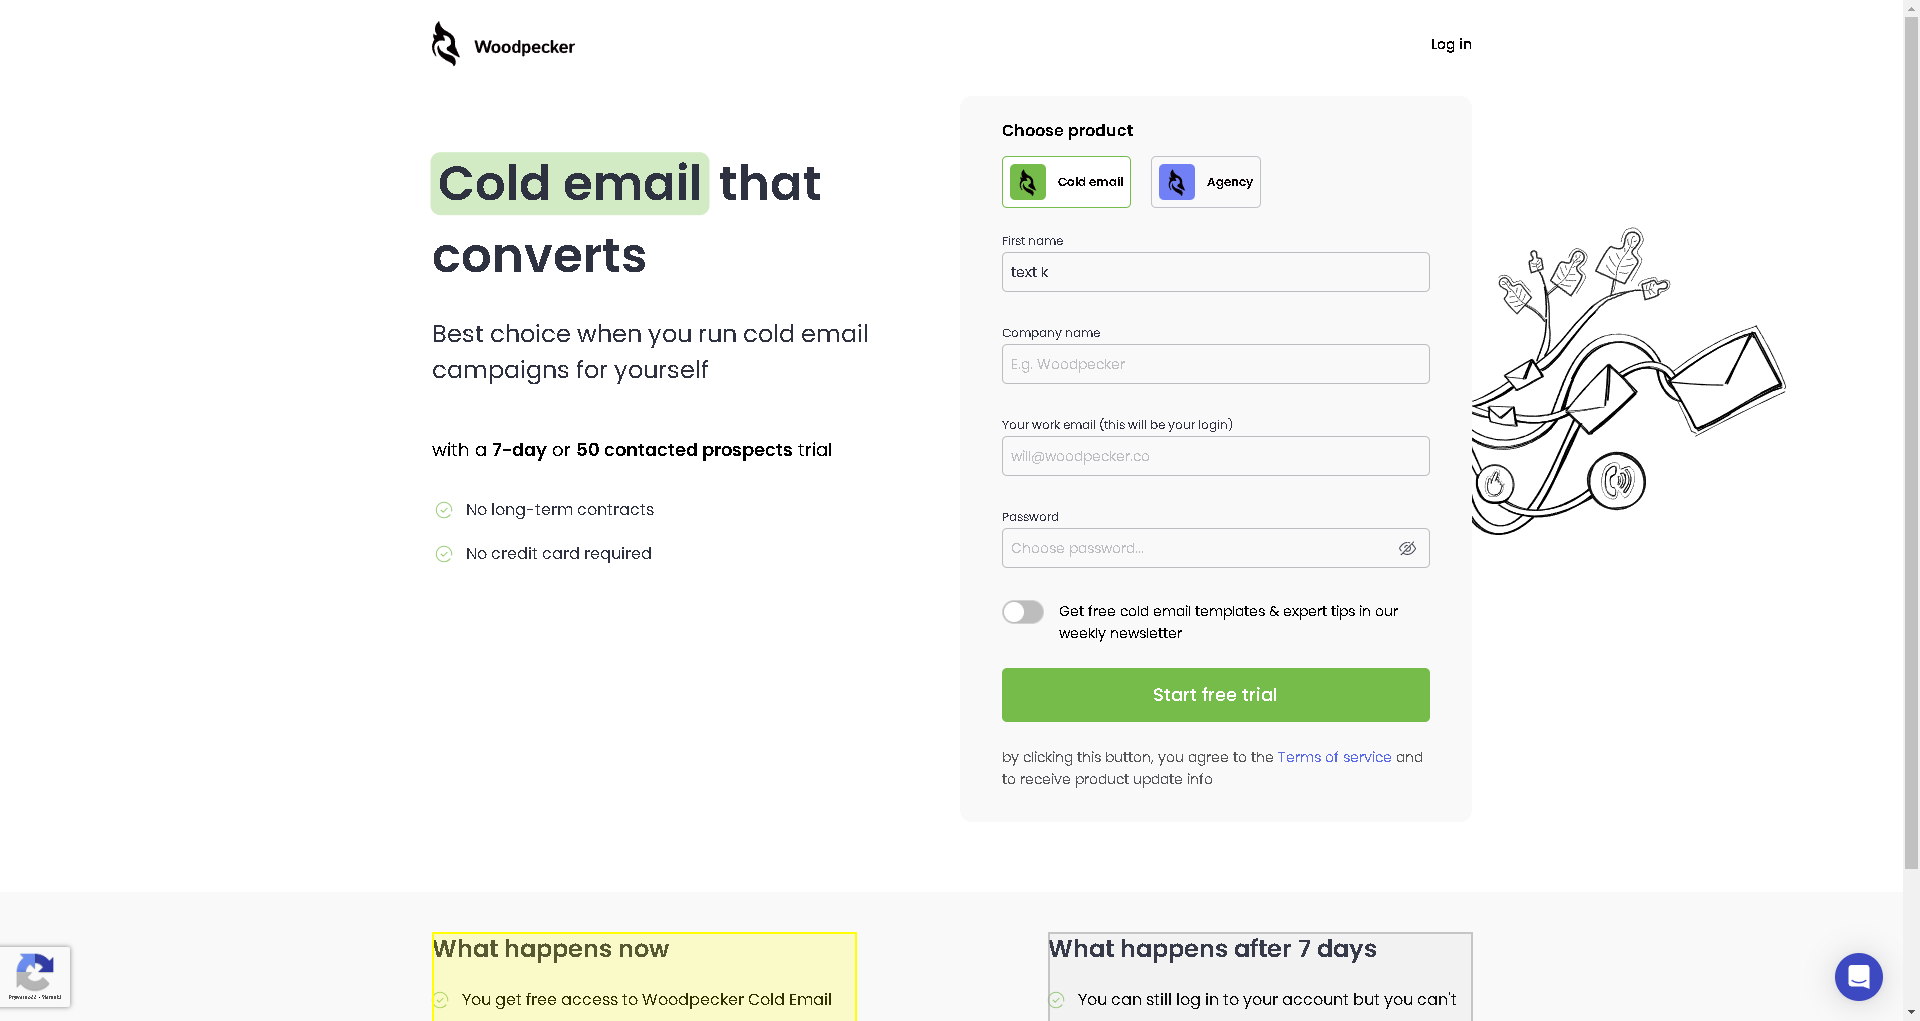 Woodpecker
Log in
Cold email that
converts
Best choice when you run cold email
campaigns for yourself
with a 7-day or 50 contacted prospects trial
No long-term contracts
No credit card required
Choose product
Cold email
Agency
First name
text k
Company name
E.g. Woodpecker
Your work email (this will be your login)
will@woodpecker.co
Password
Choose password...
Get free cold email templates & expert tips in our
weekly newsletter
Start free trial
by clicking this button, you agree to the Terms of service and
to receive product update info
What happens now
You get free access to Woodpecker Cold Email
What happens after 7 days
You can still log in to your account but you can't